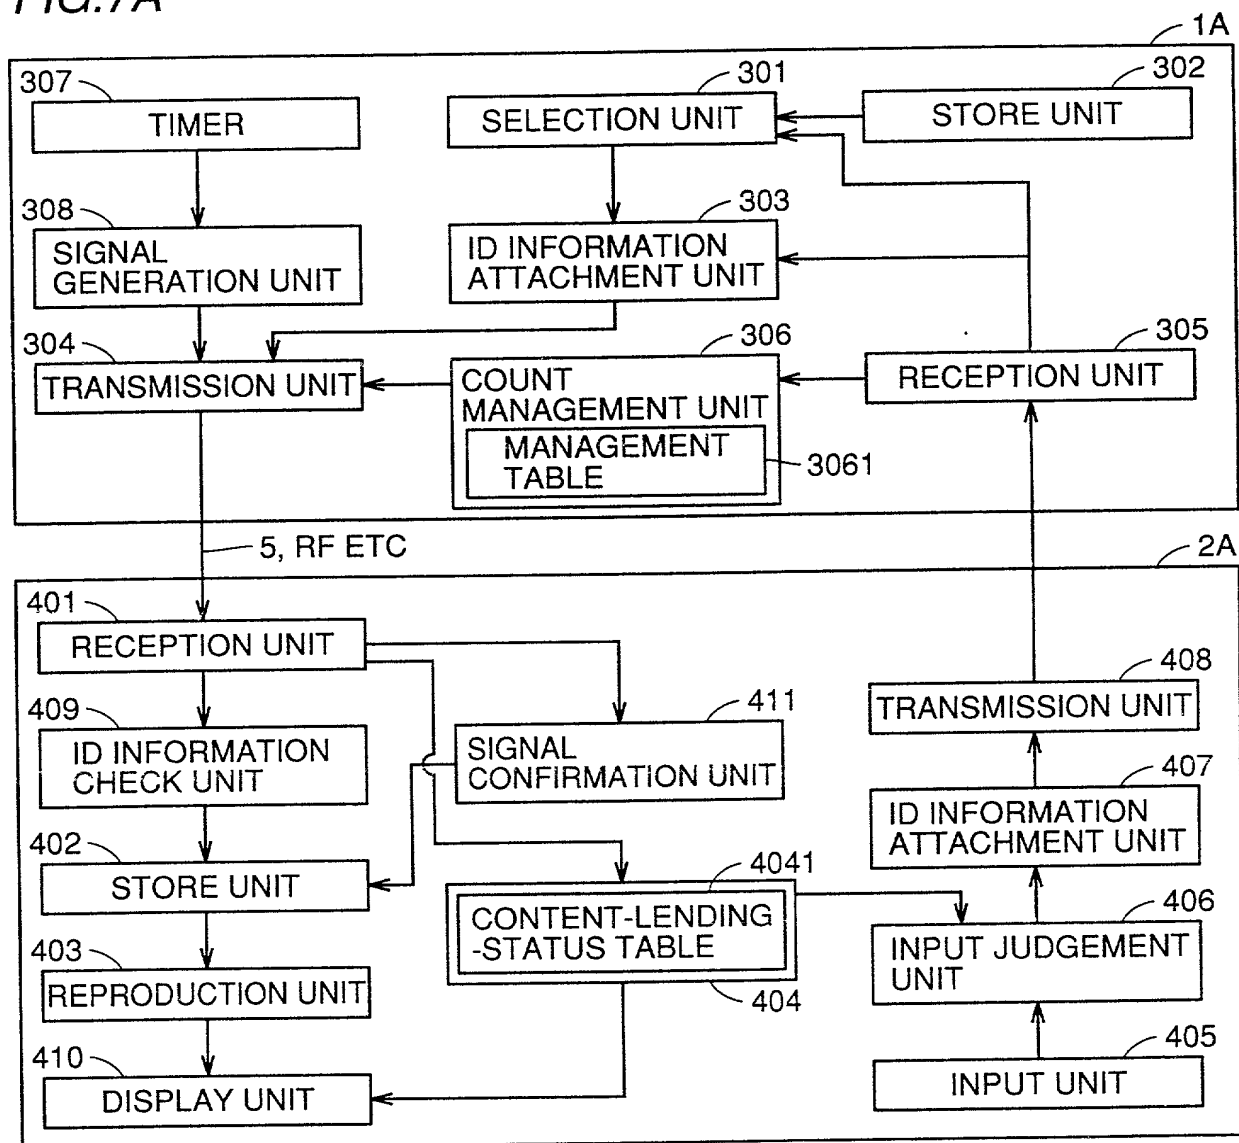 FIG.7A
1A
307
TIMER
301
SELECTION UNIT
302
STORE UNIT
308
SIGNAL
GENERATION UNIT
303
ID INFORMATION
ATTACHMENT UNIT
304
TRANSMISSION UNIT
306
COUNT
MANAGEMENT UNIT
MANAGEMENT
TABLE
3061
305
RECEPTION UNIT
5, RF ETC
2A
401
RECEPTION UNIT
409
ID INFORMATION
CHECK UNIT
411
SIGNAL
CONFIRMATION UNIT
408
TRANSMISSION UNIT
407
ID INFORMATION
ATTACHMENT UNIT
402
STORE UNIT
4041
CONTENT-LENDING
-STATUS TABLE
404
406
INPUT JUDGEMENT
UNIT
403
REPRODUCTION UNIT
410
DISPLAY UNIT
405
INPUT UNIT